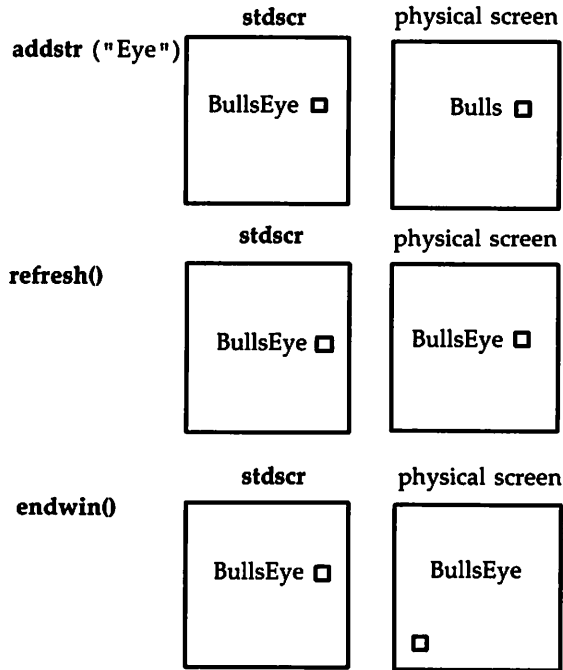 stdscr physical screen
addstr ("Eye")
BullsEye Bulls
stdscr physical screen
refresh()
BullsEye BullsEye
stdscr physical screen
endwin()
BullsEye BullsEye